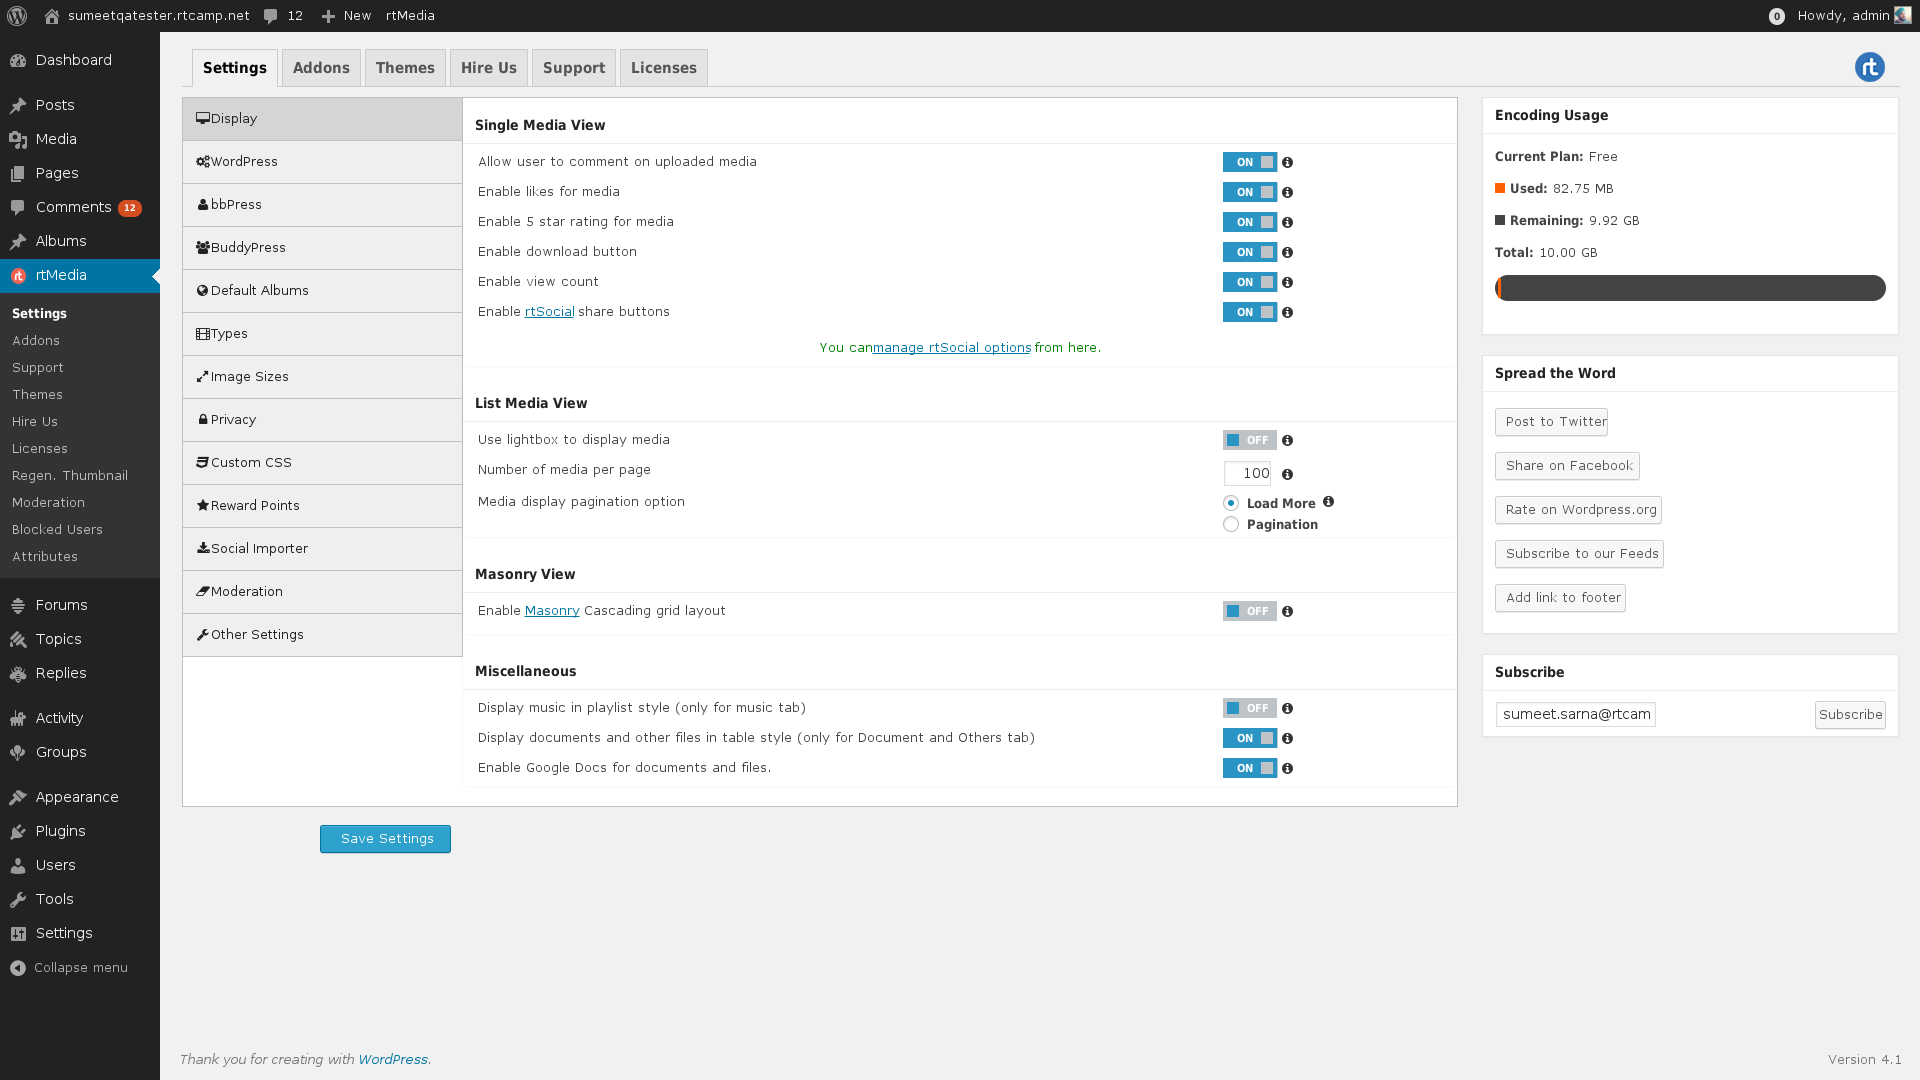 sumeetqatester.rtcamp.net 12 New rtMedia 0 Howdy, admin
Dashboard
Posts
Media
Pages
Comments 12
Albums
rtMedia
Settings
Addons
Support
Themes
Hire Us
Licenses
Regen. Thumbnail
Moderation
Blocked Users
Attributes
Forums
Topics
Replies
Activity
Groups
Appearance
Plugins
Users
Tools
Settings
Collapse menu
Settings Addons Themes Hire Us Support Licenses rt
Display
WordPress
bbPress
BuddyPress
Default Albums
Types
Image Sizes
Privacy
Custom CSS
Reward Points
Social Importer
Moderation
Other Settings
Single Media View
Allow user to comment on uploaded media ON
Enable likes for media ON
Enable 5 star rating for media ON
Enable download button ON
Enable view count ON
Enable rtSocial share buttons ON
You can manage rtSocial options from here.
List Media View
Use lightbox to display media OFF
Number of media per page 100
Media display pagination option Load More
Pagination
Masonry View
Enable Masonry Cascading grid layout OFF
Miscellaneous
Display music in playlist style (only for music tab) OFF
Display documents and other files in table style (only for Document and Others tab) ON
Enable Google Docs for documents and files. ON
Save Settings
Encoding Usage
Current Plan: Free
Used: 82.75 MB
Remaining: 9.92 GB
Total: 10.00 GB
Spread the Word
Post to Twitter
Share on Facebook
Rate on Wordpress.org
Subscribe to our Feeds
Add link to footer
Subscribe
sumeet.sarna@rtcam Subscribe
Thank you for creating with WordPress. Version 4.1